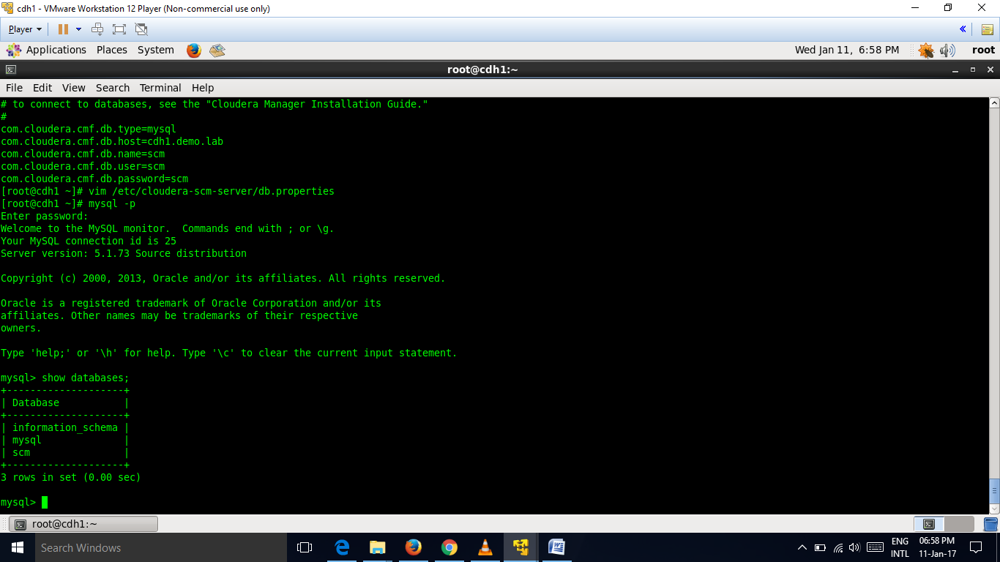 cdh1 - VMware Workstation 12 Player (Non-commercial use only)
Player
Applications Places System Wed Jan 11, 6:58 PM root
root@cdh1:~
File Edit View Search Terminal Help
# to connect to databases, see the "Cloudera Manager Installation Guide."
#
com.cloudera.cmf.db.type=mysql
com.cloudera.cmf.db.host=cdh1.demo.lab
com.cloudera.cmf.db.name=scm
com.cloudera.cmf.db.user=scm
com.cloudera.cmf.db.password=scm
[root@cdh1 ~]# vim /etc/cloudera-scm-server/db.properties
[root@cdh1 ~]# mysql -p
Enter password:
Welcome to the MySQL monitor.  Commands end with ; or \g.
Your MySQL connection id is 25
Server version: 5.1.73 Source distribution

Copyright (c) 2000, 2013, Oracle and/or its affiliates. All rights reserved.

Oracle is a registered trademark of Oracle Corporation and/or its
affiliates. Other names may be trademarks of their respective
owners.

Type 'help;' or '\h' for help. Type '\c' to clear the current input statement.

mysql> show databases;
+--------------------+
| Database           |
+--------------------+
| information_schema |
| mysql              |
| scm                |
+--------------------+
3 rows in set (0.00 sec)

mysql>
root@cdh1:~
Search Windows
ENG 06:58 PM
INTL 11-Jan-17